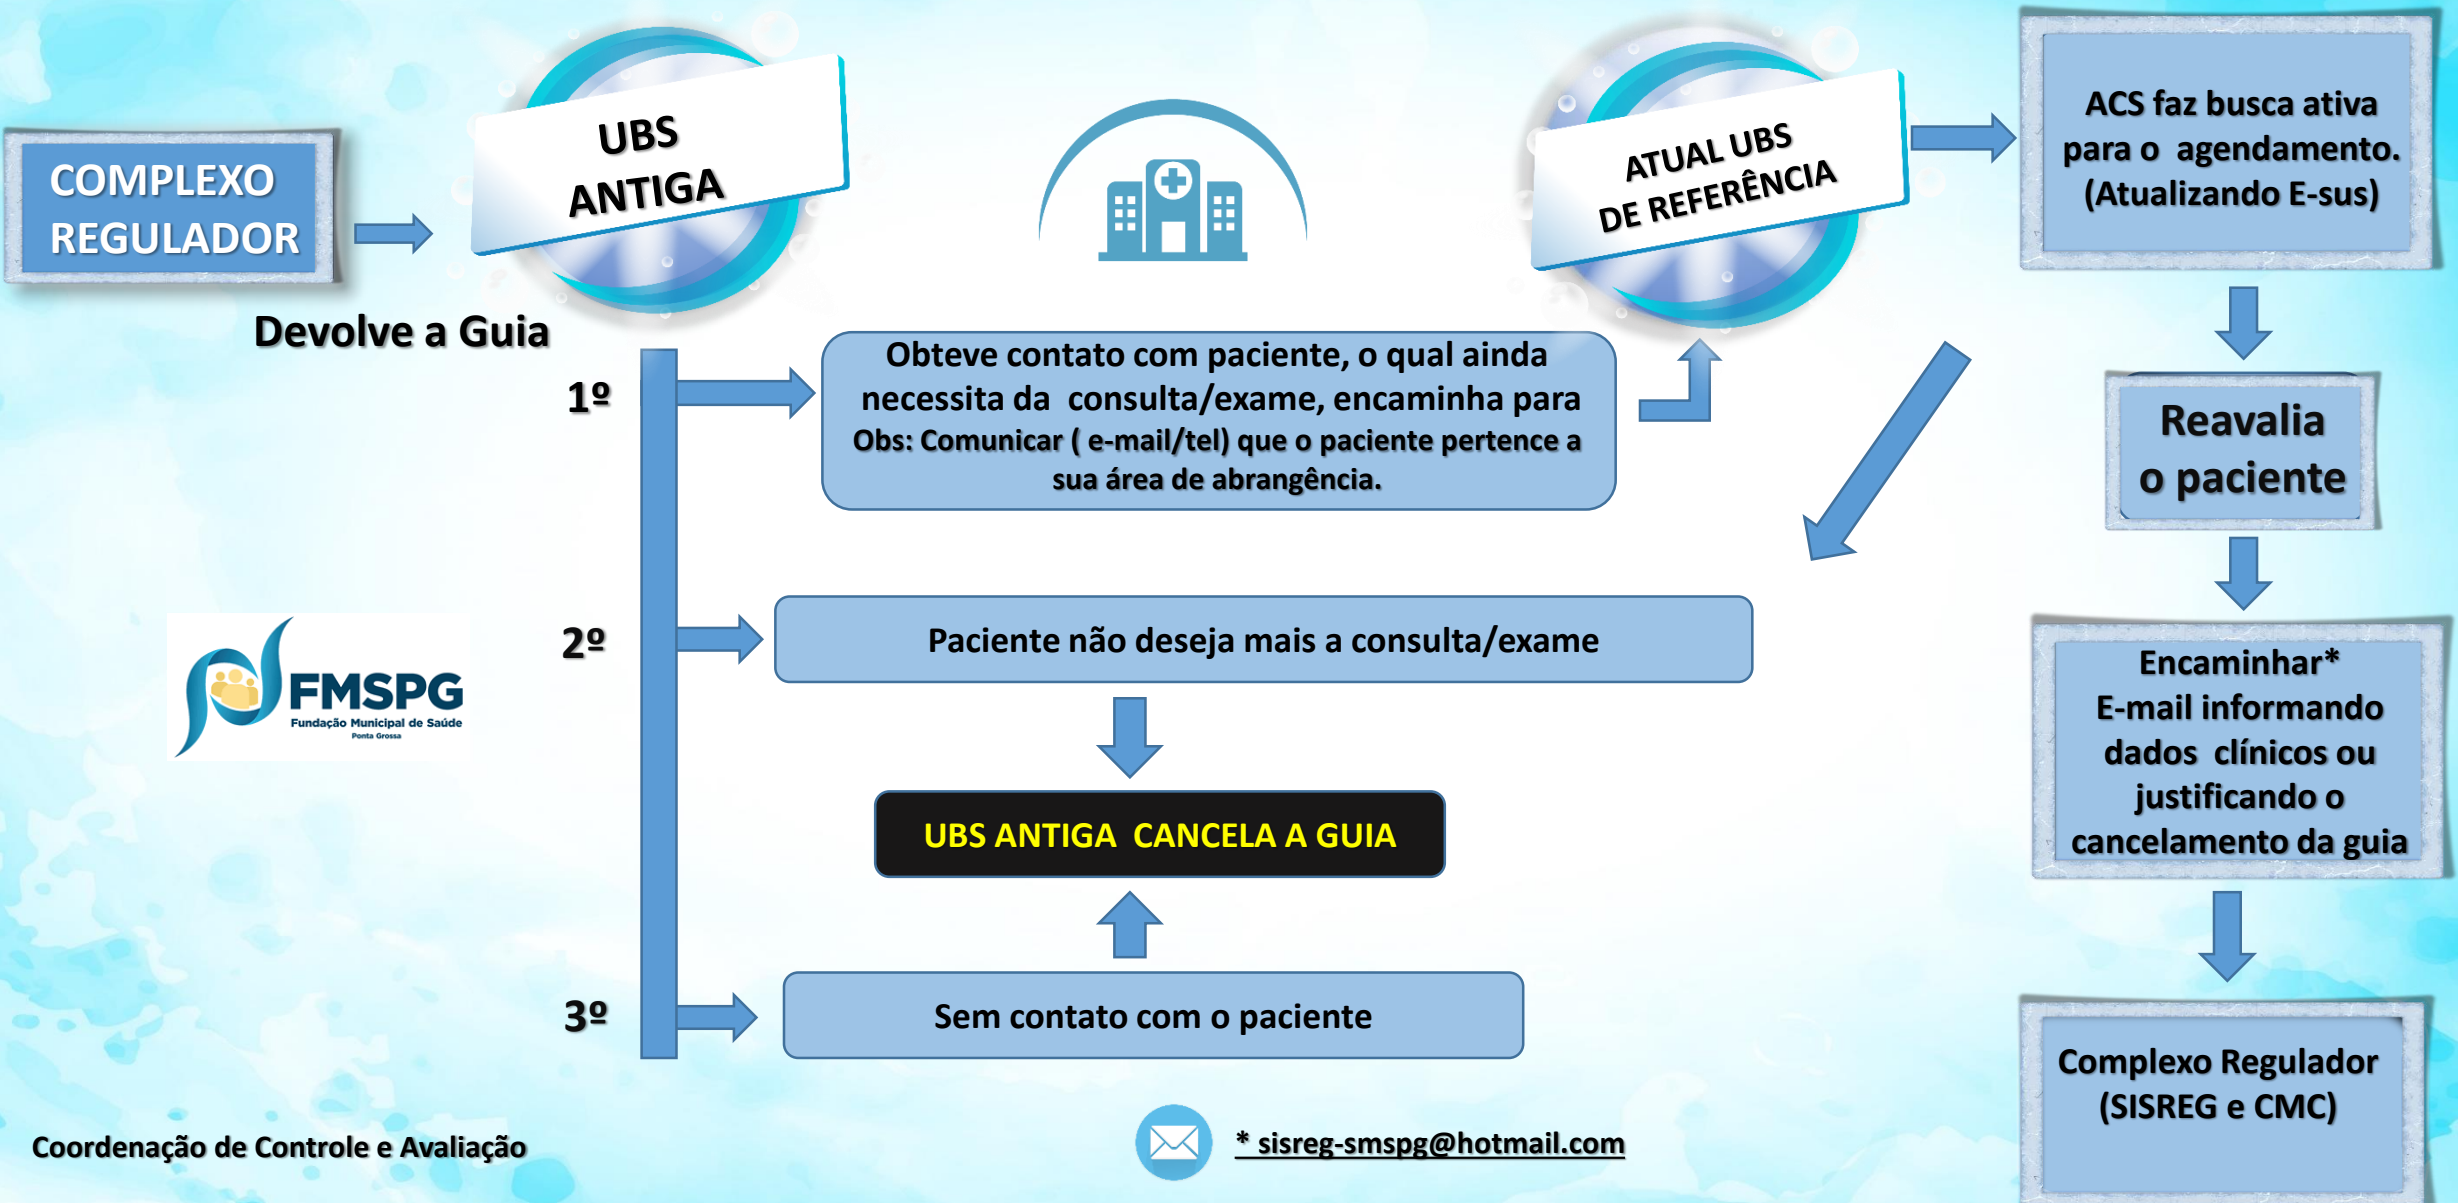 COMPLEXO
REGULADOR
Devolve a Guia
UBS
ANTIGA
ATUAL UBS
DE REFERÊNCIA
ACS faz busca ativa
para o agendamento.
(Atualizando E-sus)
1º
Obteve contato com paciente, o qual ainda
necessita da consulta/exame, encaminha para
Obs: Comunicar ( e-mail/tel) que o paciente pertence a
sua área de abrangência.
Reavalia
o paciente
2º
Paciente não deseja mais a consulta/exame
FMSPG
Fundação Municipal de Saúde
Ponta Grossa
Encaminhar*
E-mail informando
dados clínicos ou
justificando o
cancelamento da guia
UBS ANTIGA CANCELA A GUIA
3º
Sem contato com o paciente
Complexo Regulador
(SISREG e CMC)
Coordenação de Controle e Avaliação
* sisreg-smspg@hotmail.com